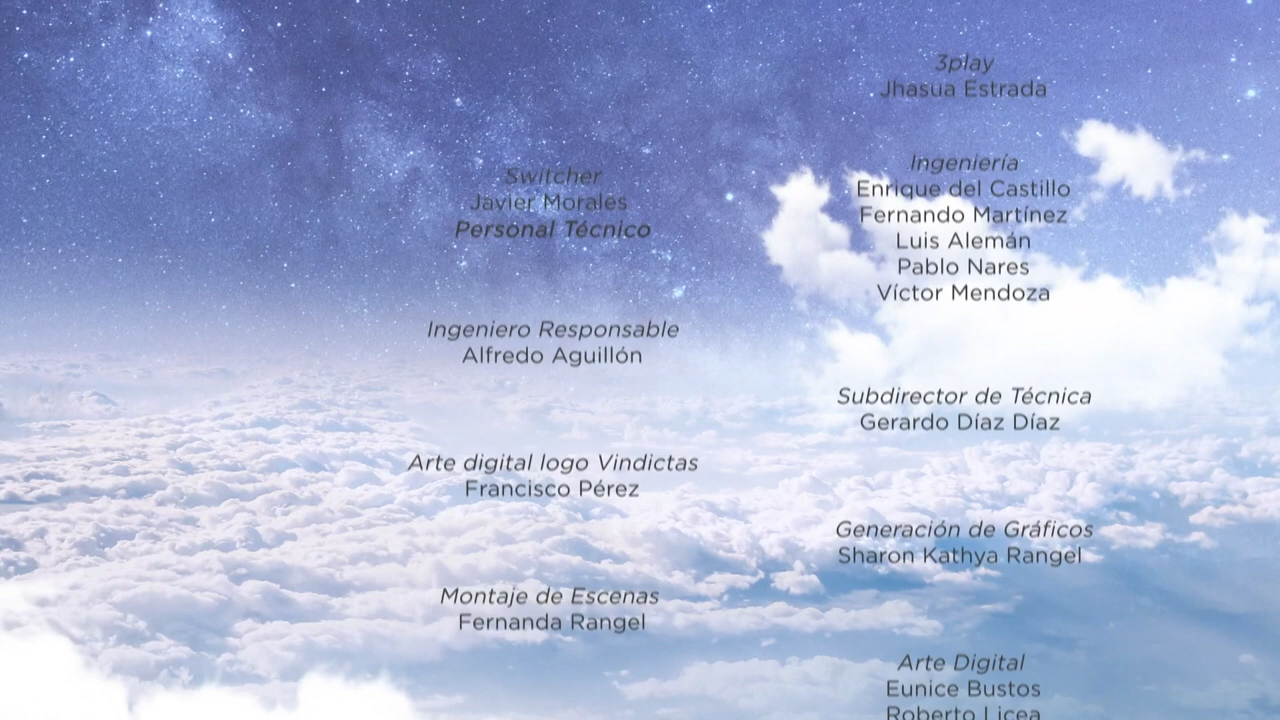 Switcher
Javier Morales
Personal Técnico
Ingeniero Responsable
Alfredo Aguillón
Arte digital logo Vindictas
Francisco Pérez
Montaje de Escenas
Fernanda Rangel
3play
Jhasua Estrada
Ingeniería
Enrique del Castillo
Fernando Martínez
Luis Alemán
Pablo Nares
Víctor Mendoza
Subdirector de Técnica
Gerardo Díaz Díaz
Generación de Gráficos
Sharon Kathya Rangel
Arte Digital
Eunice Bustos
Roberto Licea